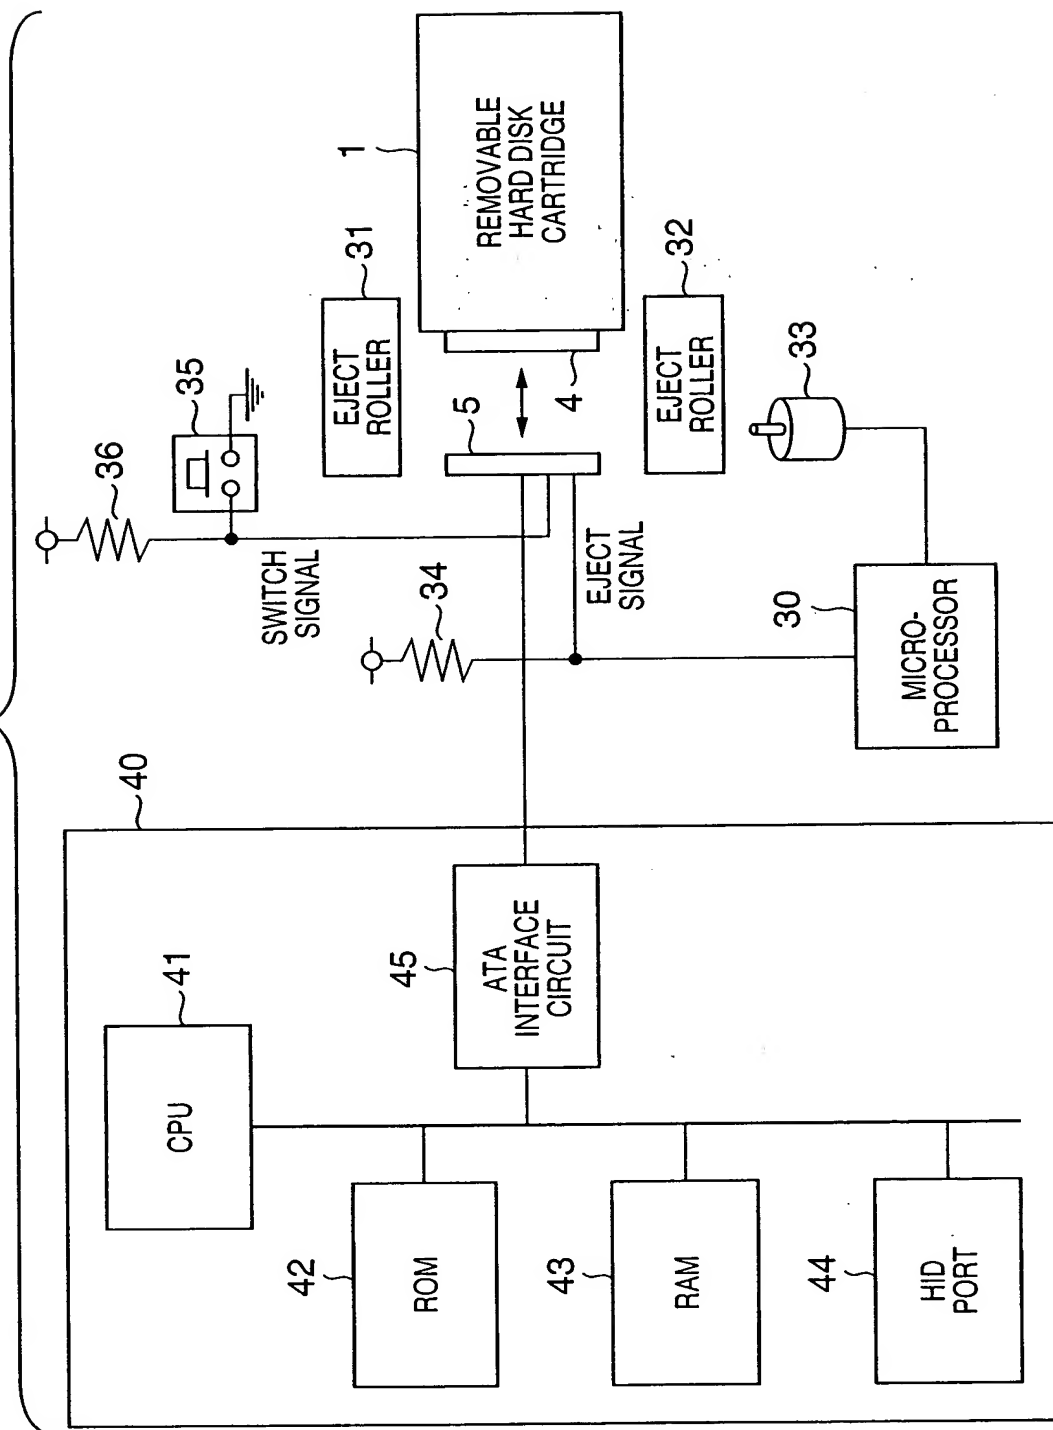 40
41
CPU
42
ROM
43
RAM
44
HID
PORT
45
ATA
INTERFACE
CIRCUIT
36
35
SWITCH
SIGNAL
34
EJECT
SIGNAL
30
MICRO-
PROCESSOR
31
EJECT
ROLLER
5
4
1
REMOVABLE
HARD DISK
CARTRIDGE
32
EJECT
ROLLER
33